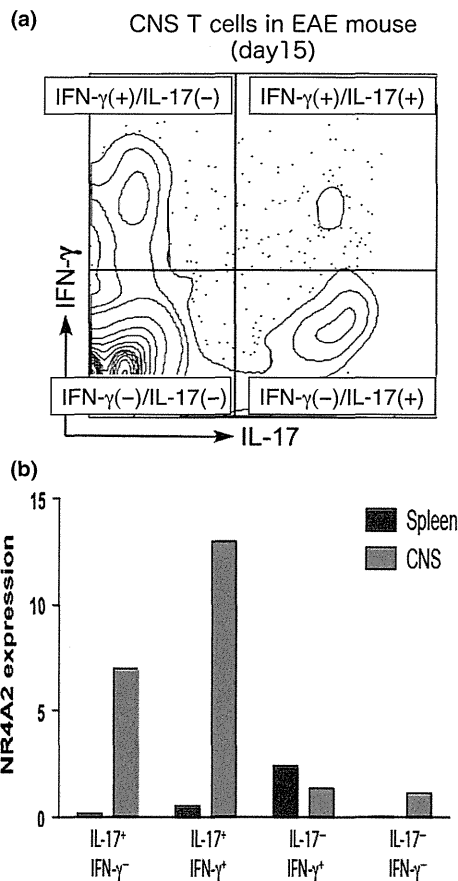 (a)
CNS T cells in EAE mouse
(day15)
IFN-γ(+)/IL-17(−)
IFN-γ(+)/IL-17(+)
IFN-γ
IFN-γ(−)/IL-17(−)
IFN-γ(−)/IL-17(+)
IL-17
(b)
NR4A2 expression
15
10
5
0
Spleen
CNS
IL-17⁺ IL-17⁺ IL-17⁻ IL-17⁻
IFN-γ⁻ IFN-γ⁺ IFN-γ⁺ IFN-γ⁻